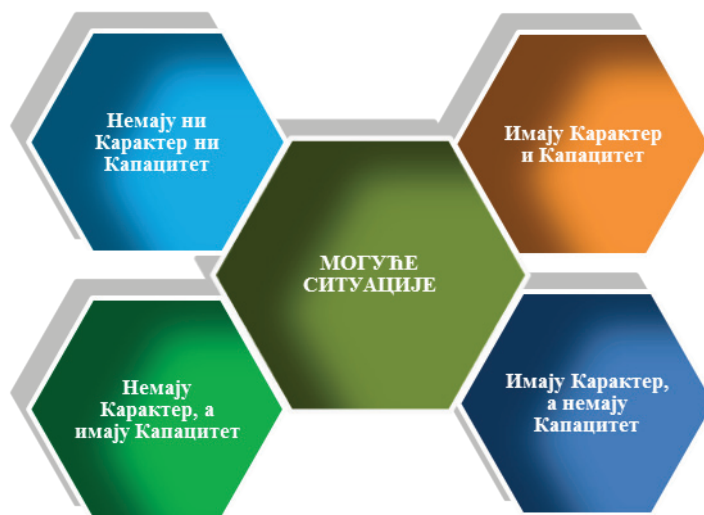 Немају ни
Карактер ни
Капацитет
Имају Карактер
и Капацитет
МОГУЋЕ
СИТУАЦИЈЕ
Немају
Карактер, а
имају Капацитет
Имају Карактер,
а немају
Капацитет